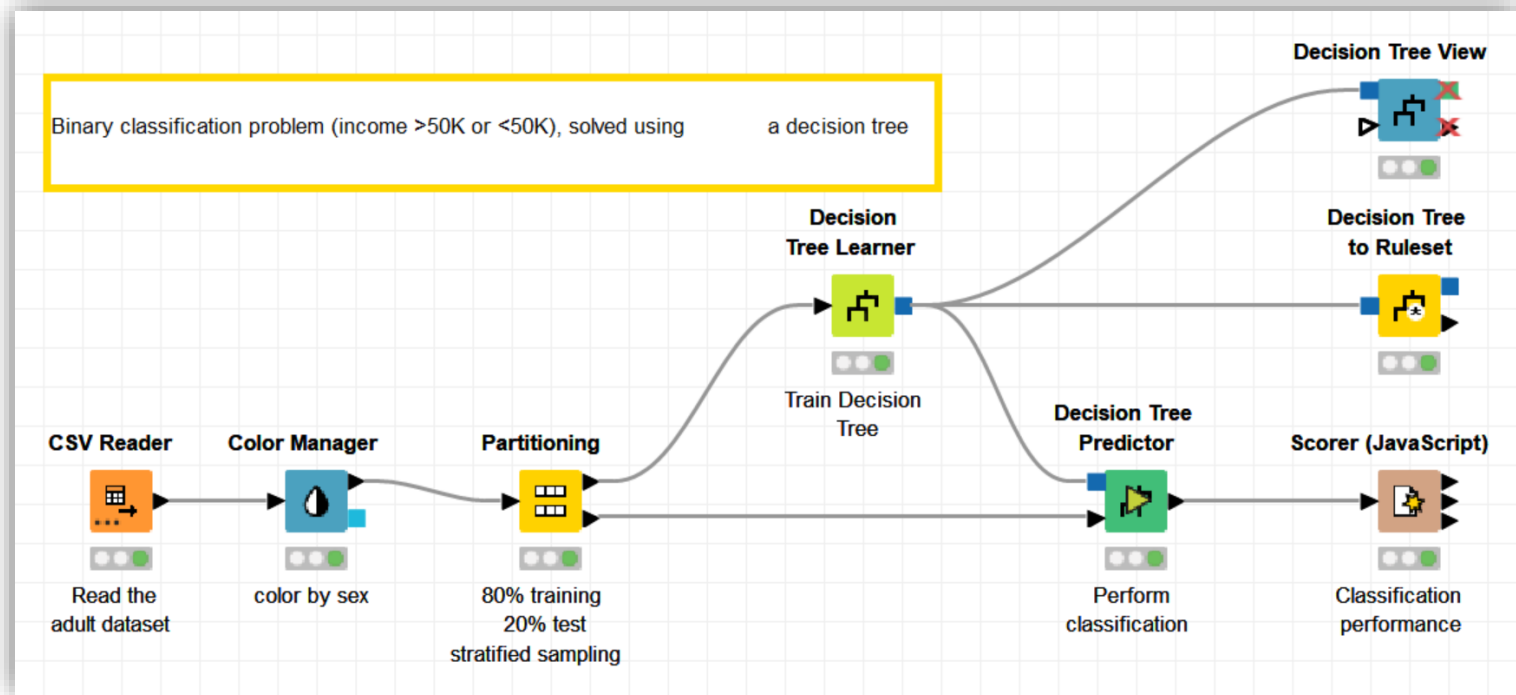 Decision Tree View
Binary classification problem (income >50K or <50K), solved using a decision tree
Decision
Tree Learner
Decision Tree
to Ruleset
Train Decision
Tree
CSV Reader
Color Manager
Partitioning
Decision Tree
Predictor
Scorer (JavaScript)
Read the
adult dataset
color by sex
80% training
20% test
stratified sampling
Perform
classification
Classification
performance